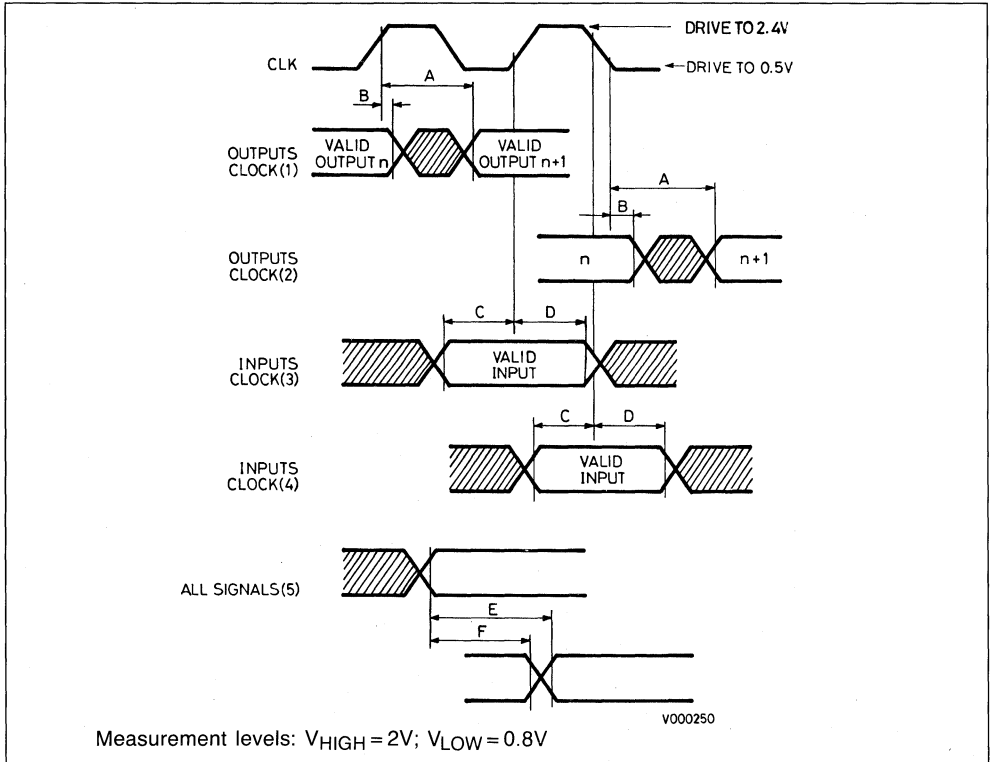 DRIVE TO 2.4V
CLK
DRIVE TO 0.5V
A
B
OUTPUTS
CLOCK(1)
VALID
OUTPUT n
VALID
OUTPUT n+1
A
B
OUTPUTS
CLOCK(2)
n
n+1
C
D
INPUTS
CLOCK(3)
VALID
INPUT
C
D
INPUTS
CLOCK(4)
VALID
INPUT
ALL SIGNALS(5)
E
F
V000250
Measurement levels: VHIGH = 2V; VLOW = 0.8V